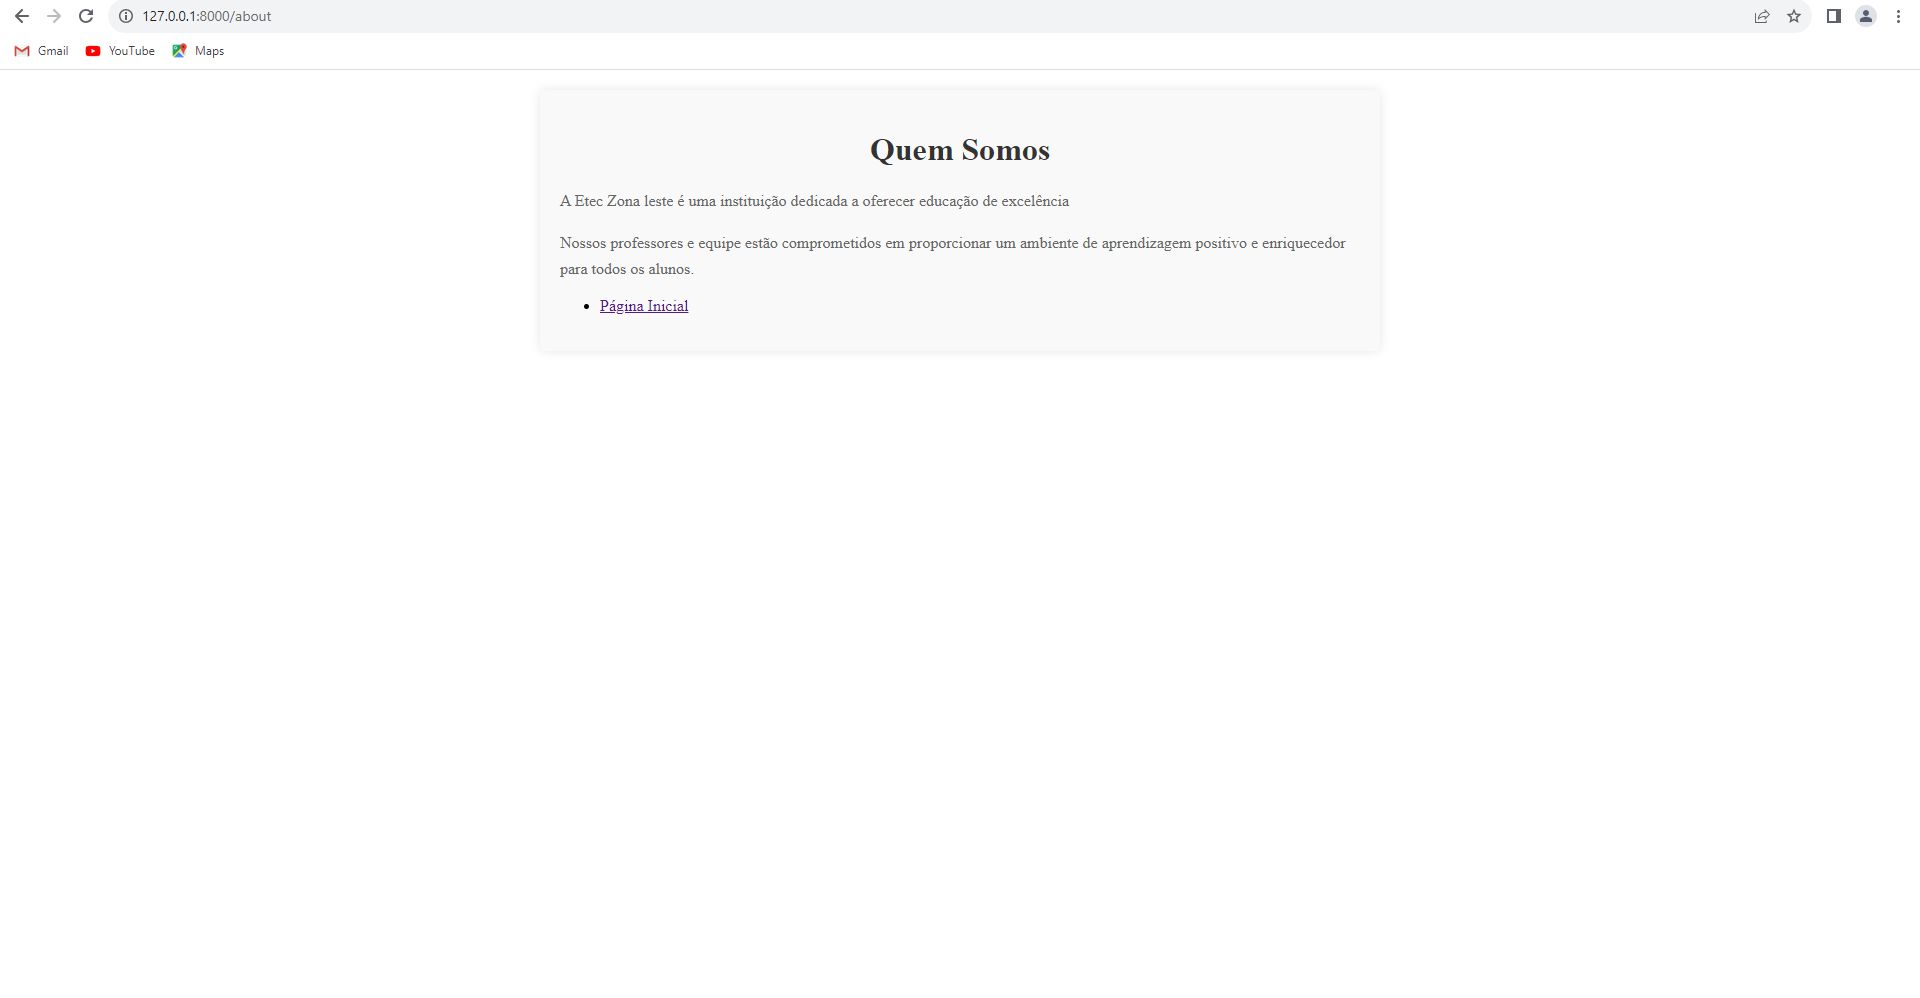 127.0.0.1:8000/about
Gmail YouTube Maps
Quem Somos
A Etec Zona leste é uma instituição dedicada a oferecer educação de excelência
Nossos professores e equipe estão comprometidos em proporcionar um ambiente de aprendizagem positivo e enriquecedor
para todos os alunos.
Página Inicial